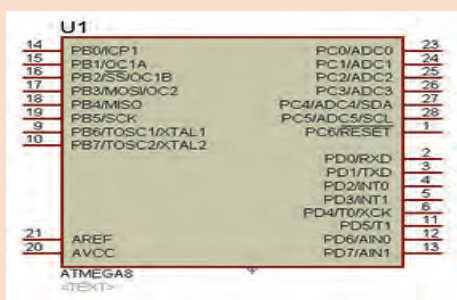 U1
14 PB0/ICP1 PC0/ADC0 23
15 PB1/OC1A PC1/ADC1 24
16 PB2/SS/OC1B PC2/ADC2 25
17 PB3/MOSI/OC2 PC3/ADC3 26
18 PB4/MISO PC4/ADC4/SDA 27
19 PB5/SCK PC5/ADC5/SCL 28
9 PB6/TOSC1/XTAL1 PC6/RESET 1
10 PB7/TOSC2/XTAL2
PD0/RXD 2
PD1/TXD 3
PD2/INT0 4
PD3/INT1 5
PD4/T0/XCK 6
PD5/T1 11
21 AREF PD6/AIN0 12
20 AVCC PD7/AIN1 13
ATMEGA8
<TEXT>